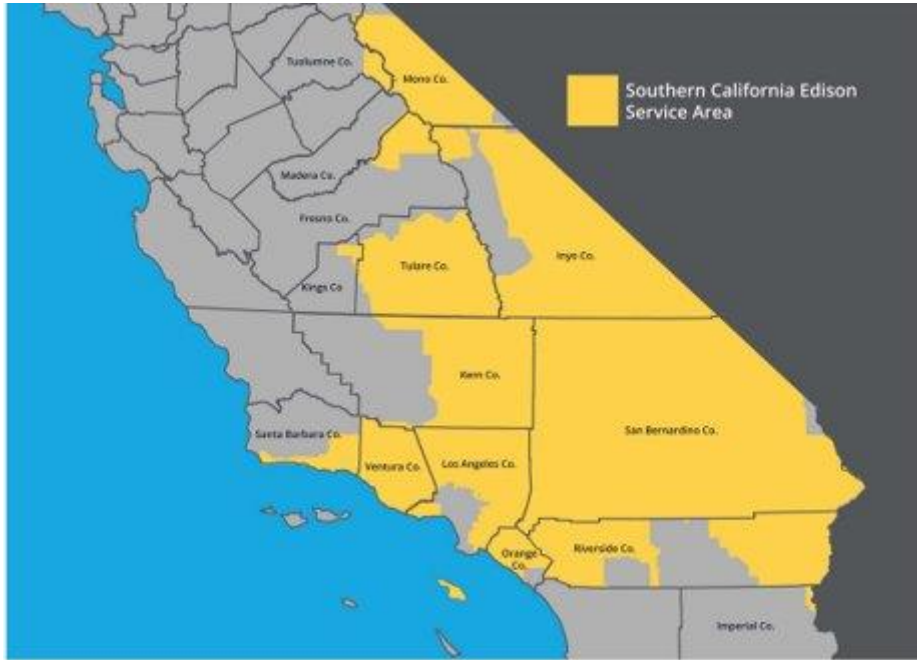 Tuolumne Co.
Mono Co.
Southern California Edison
Service Area
Madera Co.
Fresno Co.
Inyo Co.
Tulare Co.
Kings Co
Kern Co.
San Bernardino Co.
Santa Barbara Co.
Ventura Co.
Los Angeles Co.
Orange
Co.
Riverside Co.
Imperial Co.